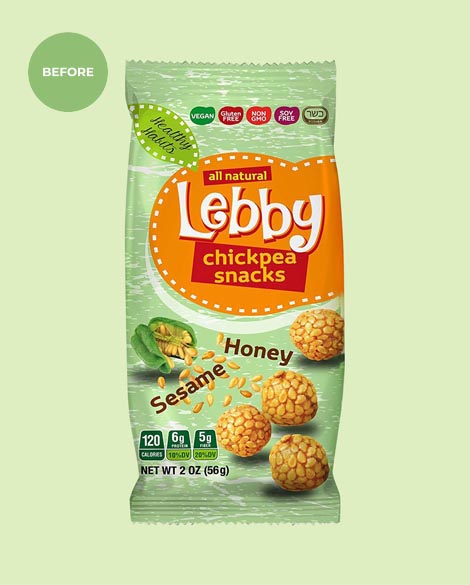 BEFORE
VEGAN
Gluten
FREE
NON
GMO
SOY
FREE
כשר
Healthy
Habits
all natural
Lebby
chickpea
snacks
Honey
Sesame
120
CALORIES
6g
PROTEIN
10%DV
5g
FIBER
20%DV
NET WT 2 OZ (56g)